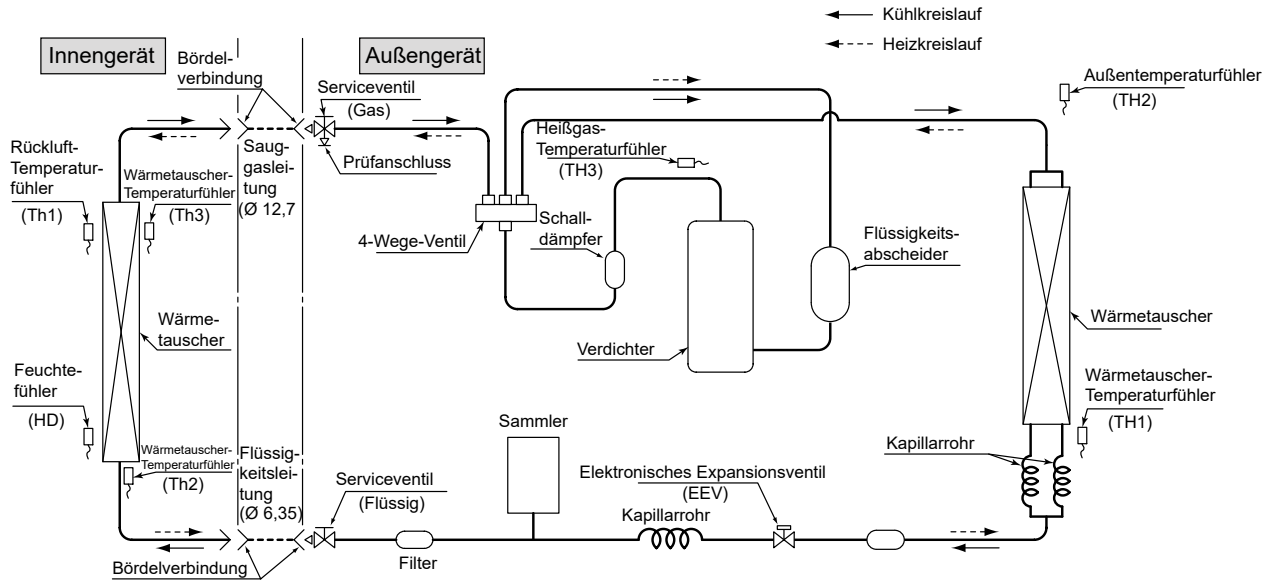 Kühlkreislauf
Heizkreislauf
Innengerät
Außengerät
Bördel-
verbindung
Serviceventil
(Gas)
Prüfanschluss
Außentemperaturfühler
(TH2)
Rückluft-
Temperatur-
fühler
(Th1)
Wärmetauscher-
Temperaturfühler
(Th3)
Saug-
gasleitung
(Ø 12,7
Heißgas-
Temperaturfühler
(TH3)
4-Wege-Ventil
Schall-
dämpfer
Flüssigkeits-
abscheider
Verdichter
Wärme-
tauscher
Wärmetauscher
Feuchte-
fühler
(HD)
Wärmetauscher-
Temperaturfühler
(TH1)
Wärmetauscher-
Temperaturfühler
(Th2)
Flüssig-
keitslei-
tung
(Ø 6,35)
Serviceventil
(Flüssig)
Sammler
Elektronisches Expansionsventil
(EEV)
Kapillarrohr
Kapillarrohr
Filter
Bördelverbindung